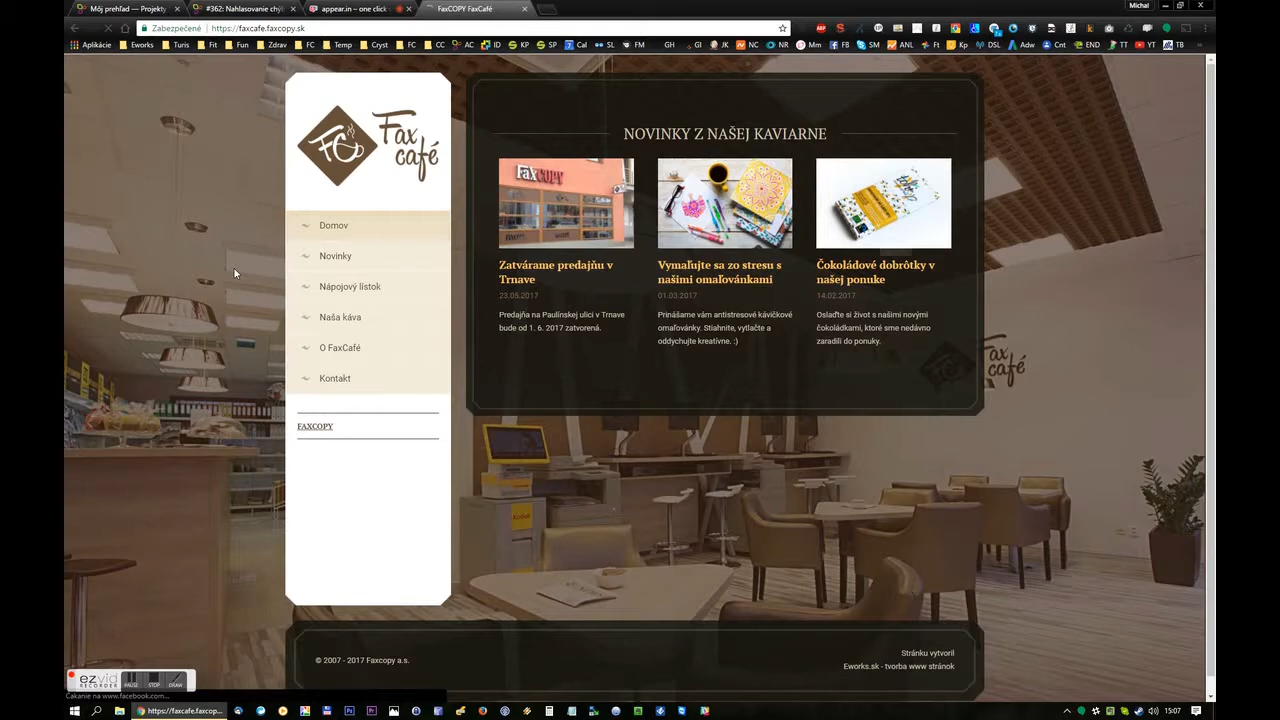 Môj prehľad — Projekty
#362: Nahlasovanie chýb
appear.in – one click
FaxCOPY FaxCafé
Michal
Zabezpečené
https://faxcafe.faxcopy.sk
Aplikácie Eworks Turis Fit Fun Zdrav FC Temp Cryst FC CC AC ID KP SP Cal SL FM GH GI JK NC NR Mm FB SM ANL Ft Kp DSL Adw Cnt END TT YT TB
FC
Fax
café
Domov
Novinky
Nápojový lístok
Naša káva
O FaxCafé
Kontakt
FAXCOPY
NOVINKY Z NAŠEJ KAVIARNE
FaxCOPY
Zatvárame predajňu v
Trnave
23.05.2017
Predajňa na Paulínskej ulici v Trnave
bude od 1. 6. 2017 zatvorená.
Vymaľujte sa zo stresu s
našimi omaľovánkami
01.03.2017
Prinášame vám antistresové kávičkové
omaľovánky. Stiahnite, vytlačte a
oddychujte kreatívne. :)
Čokoládové dobrôtky v
našej ponuke
14.02.2017
Oslaďte si život s našimi novými
čokoládkami, ktoré sme nedávno
zaradili do ponuky.
Kodak
© 2007 - 2017 Faxcopy a.s.
Stránku vytvoril
Eworks.sk - tvorba www stránok
ezvid
RECORDER
PAUSE STOP DRAW
Čakanie na www.facebook.com...
https://faxcafe.faxcop...
15:07